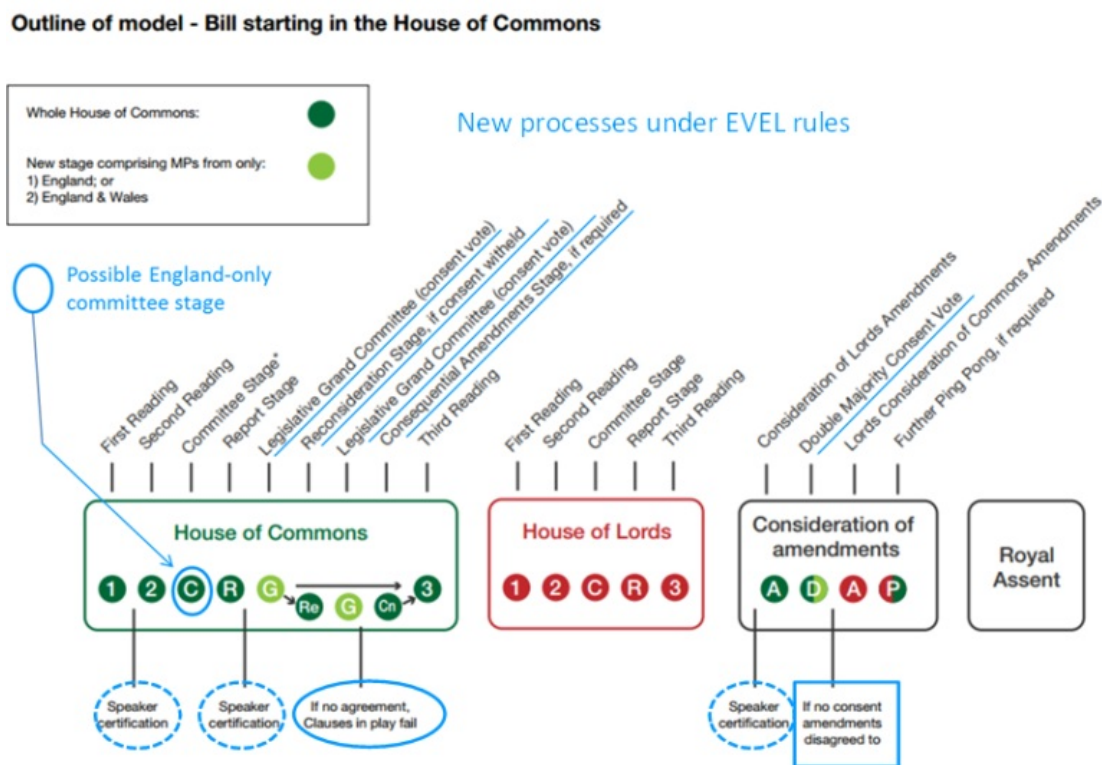 Outline of model - Bill starting in the House of Commons
Whole House of Commons:
New stage comprising MPs from only:
1) England; or
2) England & Wales
New processes under EVEL rules
Possible England-only
committee stage
First Reading
Second Reading
Committee Stage*
Report Stage
Legislative Grand Committee (consent vote)
Reconsideration Stage, if consent witheld
Legislative Grand Committee (consent vote)
Consequential Amendments Stage, if required
Third Reading
First Reading
Second Reading
Committee Stage
Report Stage
Third Reading
Consideration of Lords Amendments
Double Majority Consent Vote
Lords Consideration of Commons Amendments
Further Ping Pong, if required
House of Commons
1 2 C R G Re G Cn 3
House of Lords
1 2 C R 3
Consideration of
amendments
A D A P
Royal
Assent
Speaker
certification
Speaker
certification
If no agreement,
Clauses in play fail
Speaker
certification
If no consent
amendments
disagreed to